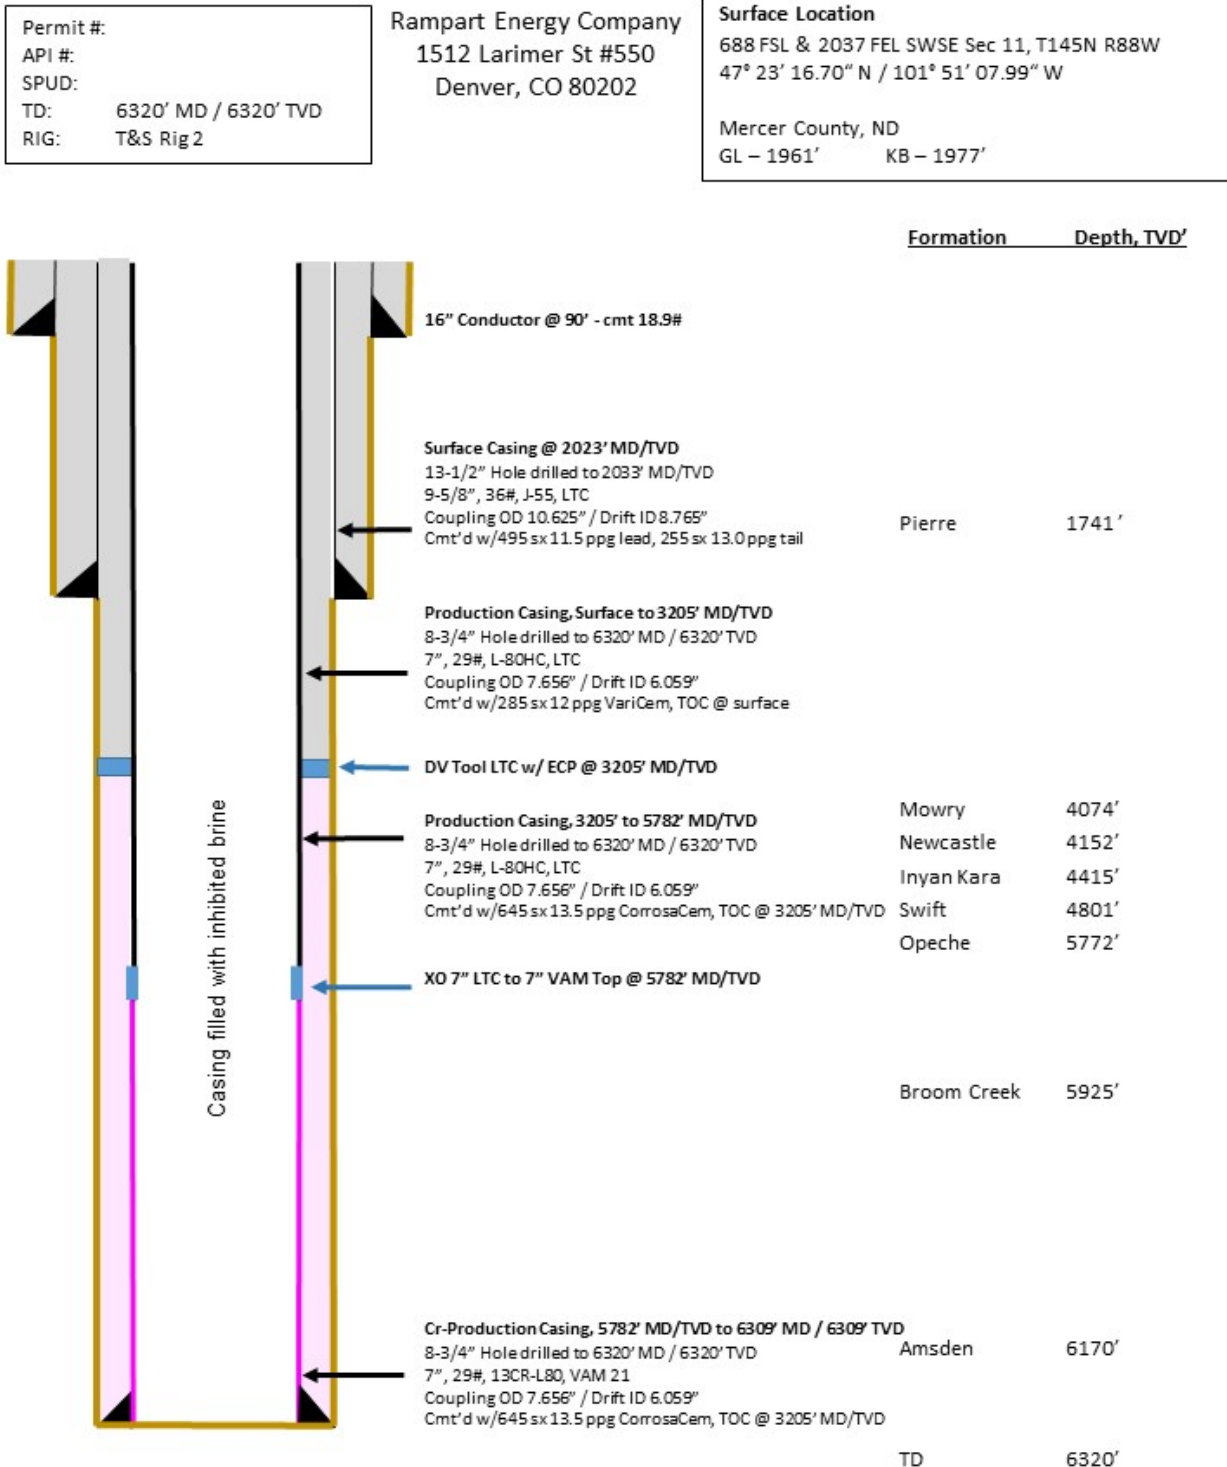 Permit #:
API #:
SPUD:
TD: 6320’ MD / 6320’ TVD
RIG: T&S Rig 2
Rampart Energy Company
1512 Larimer St #550
Denver, CO 80202
Surface Location
688 FSL & 2037 FEL SWSE Sec 11, T145N R88W
47° 23’ 16.70“ N / 101° 51’ 07.99“ W
Mercer County, ND
GL – 1961’ KB – 1977’
Formation Depth, TVD’
16” Conductor @ 90’ - cmt 18.9#
Surface Casing @ 2023’ MD/TVD
13-1/2” Hole drilled to 2033’ MD/TVD
9-5/8”, 36#, J-55, LTC
Coupling OD 10.625” / Drift ID 8.765”
Cmt’d w/495 sx 11.5 ppg lead, 255 sx 13.0 ppg tail
Pierre 1741’
Production Casing, Surface to 3205’ MD/TVD
8-3/4” Hole drilled to 6320’ MD / 6320’ TVD
7”, 29#, L-80HC, LTC
Coupling OD 7.656” / Drift ID 6.059”
Cmt’d w/285 sx 12 ppg VariCem, TOC @ surface
DV Tool LTC w/ ECP @ 3205’ MD/TVD
Production Casing, 3205’ to 5782’ MD/TVD
8-3/4” Hole drilled to 6320’ MD / 6320’ TVD
7”, 29#, L-80HC, LTC
Coupling OD 7.656” / Drift ID 6.059”
Cmt’d w/645 sx 13.5 ppg CorrosaCem, TOC @ 3205’ MD/TVD
Mowry 4074’
Newcastle 4152’
Inyan Kara 4415’
Swift 4801’
Opeche 5772’
Casing filled with inhibited brine
XO 7” LTC to 7” VAM Top @ 5782’ MD/TVD
Broom Creek 5925’
Cr-Production Casing, 5782’ MD/TVD to 6309’ MD / 6309’ TVD
8-3/4” Hole drilled to 6320’ MD / 6320’ TVD
7”, 29#, 13CR-L80, VAM 21
Coupling OD 7.656” / Drift ID 6.059”
Cmt’d w/645 sx 13.5 ppg CorrosaCem, TOC @ 3205’ MD/TVD
Amsden 6170’
TD 6320’